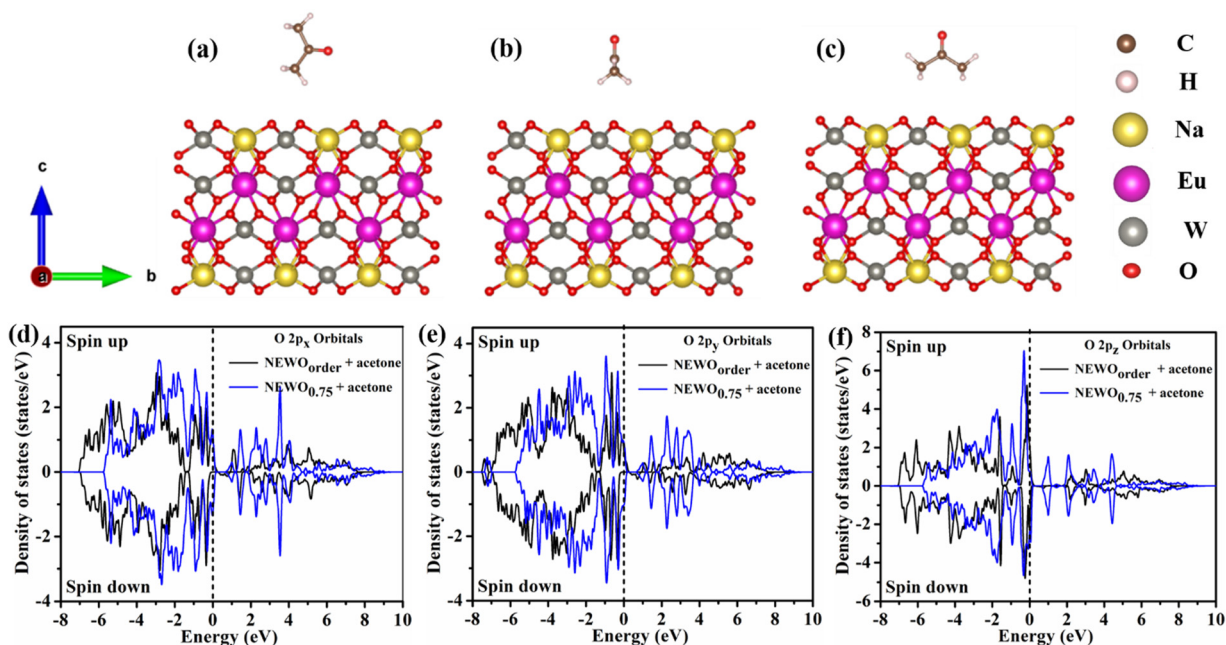 (a)
(b)
(c)
C
H
Na
Eu
W
O
c
a
b
(d)
Spin up
O 2px Orbitals
NEWOorder + acetone
NEWO0.75 + acetone
Spin down
Density of states (states/eV)
4
2
0
-2
-4
-8 -6 -4 -2 0 2 4 6 8 10
Energy (eV)
(e)
Spin up
O 2py Orbitals
NEWOorder + acetone
NEWO0.75 + acetone
Spin down
Density of states (states/eV)
4
2
0
-2
-4
-8 -6 -4 -2 0 2 4 6 8 10
Energy (eV)
(f)
Spin up
O 2pz Orbitals
NEWOorder + acetone
NEWO0.75 + acetone
Spin down
Density of states (states/eV)
8
6
4
2
0
-2
-4
-6
-8 -6 -4 -2 0 2 4 6 8 10
Energy (eV)